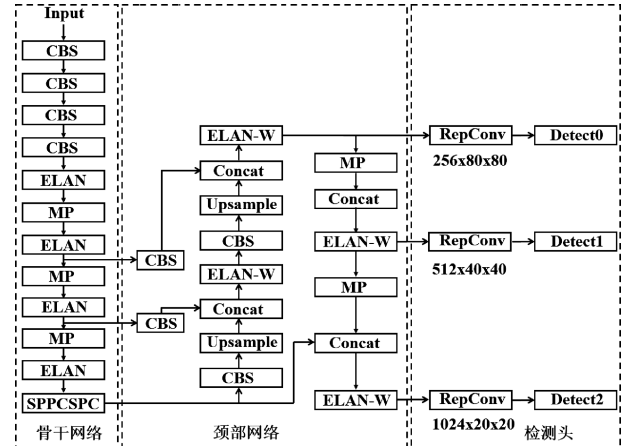 Input
CBS
CBS
CBS
CBS
ELAN
MP
ELAN
MP
ELAN
MP
ELAN
SPPCSPC
骨干网络
ELAN-W
Concat
Upsample
CBS
CBS
ELAN-W
Concat
CBS
Upsample
CBS
MP
Concat
ELAN-W
MP
Concat
ELAN-W
颈部网络
RepConv
Detect0
256x80x80
RepConv
Detect1
512x40x40
RepConv
Detect2
1024x20x20
检测头